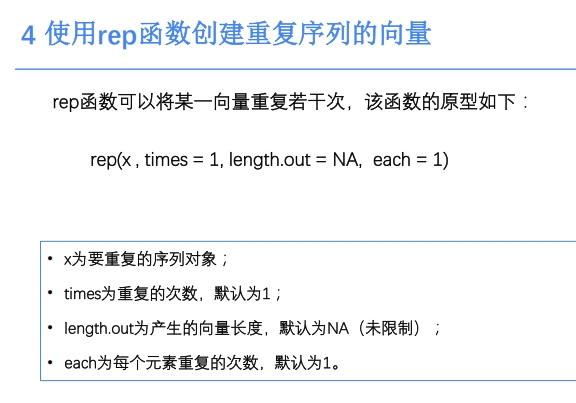 4 使用rep函数创建重复序列的向量
rep函数可以将某一向量重复若干次，该函数的原型如下：
rep(x , times = 1, length.out = NA,  each = 1)
• x为要重复的序列对象；
• times为重复的次数，默认为1；
• length.out为产生的向量长度，默认为NA（未限制）；
• each为每个元素重复的次数，默认为1。